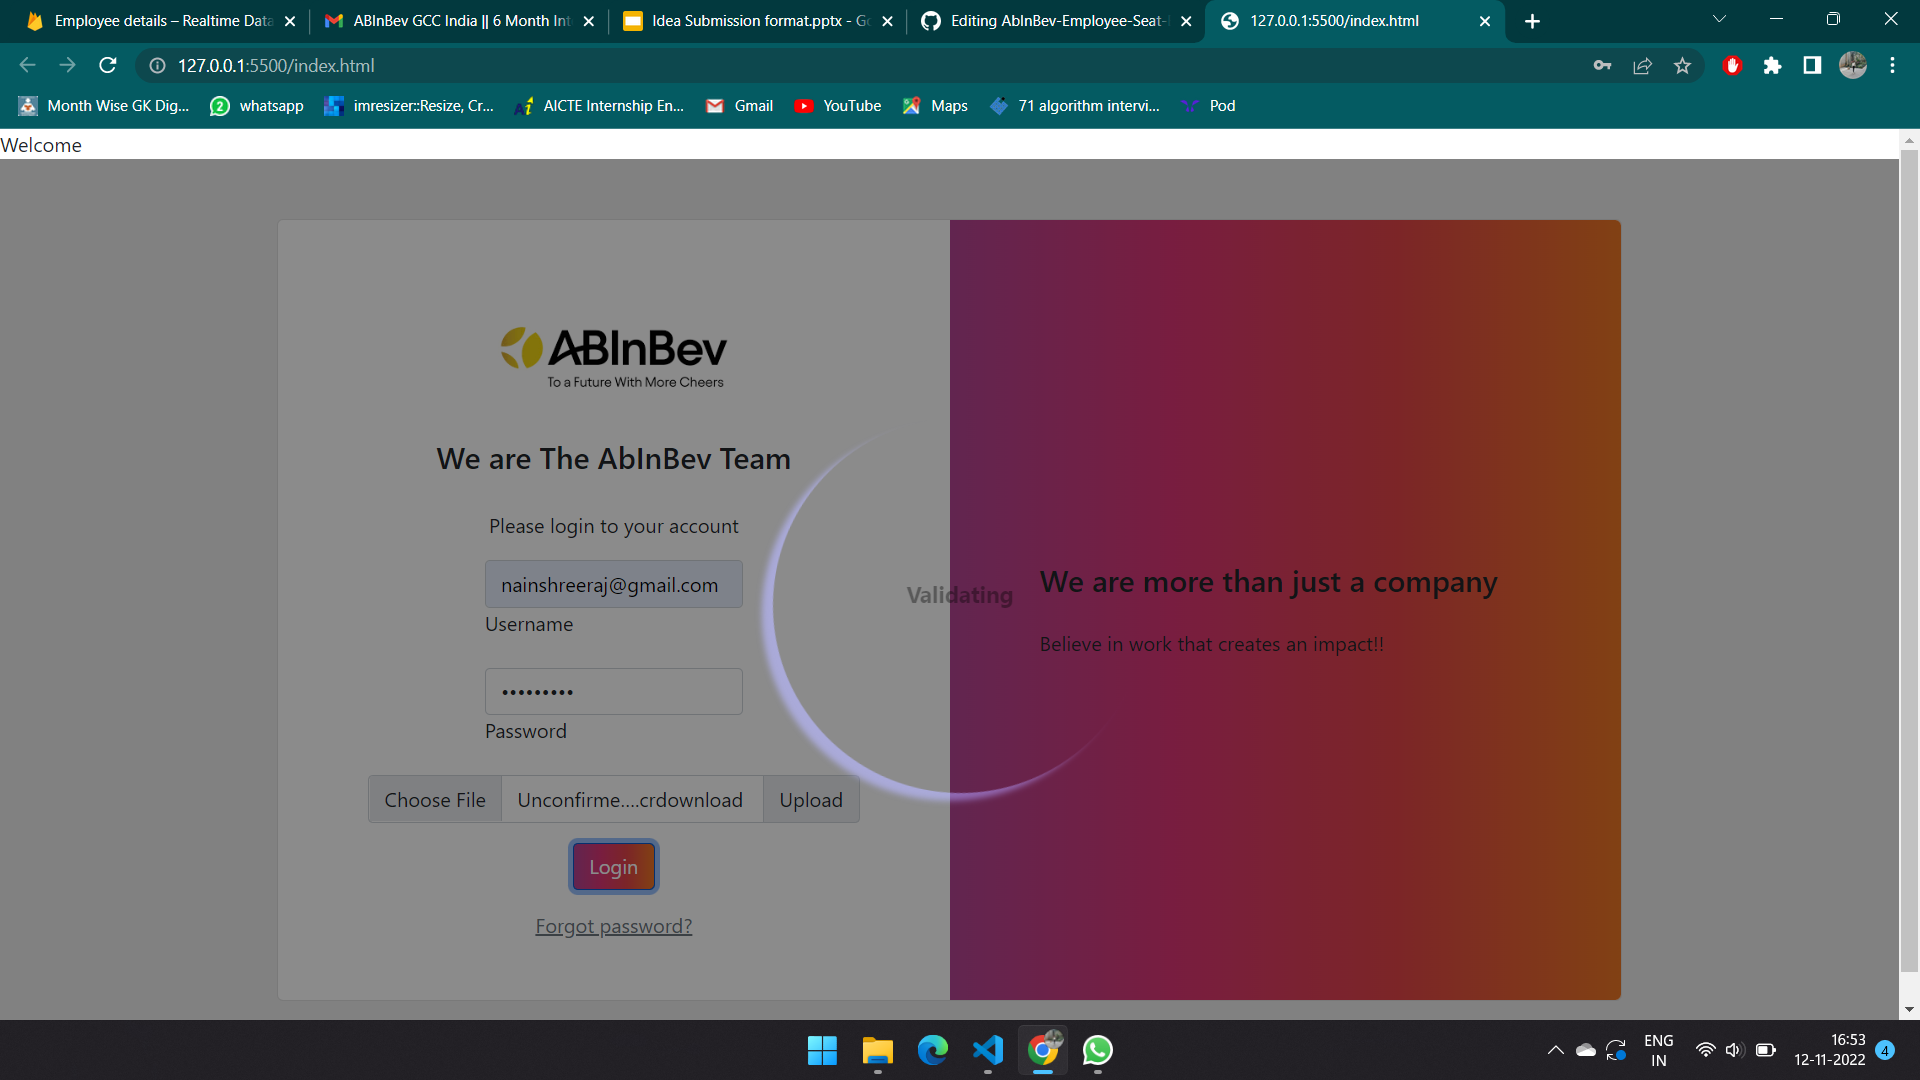 Employee details – Realtime Data
ABInBev GCC India || 6 Month Int
Idea Submission format.pptx - Go
Editing AbInBev-Employee-Seat-
127.0.0.1:5500/index.html
127.0.0.1:5500/index.html
Month Wise GK Dig...
whatsapp
imresizer::Resize, Cr...
AICTE Internship En...
Gmail
YouTube
Maps
71 algorithm intervi...
Pod
Welcome
ABInBev
To a Future With More Cheers
We are The AbInBev Team
Please login to your account
nainshreeraj@gmail.com
Username
•••••••••
Password
Choose File
Unconfirme....crdownload
Upload
Login
Forgot password?
Validating
We are more than just a company
Believe in work that creates an impact!!
ENG
IN
16:53
12-11-2022
4